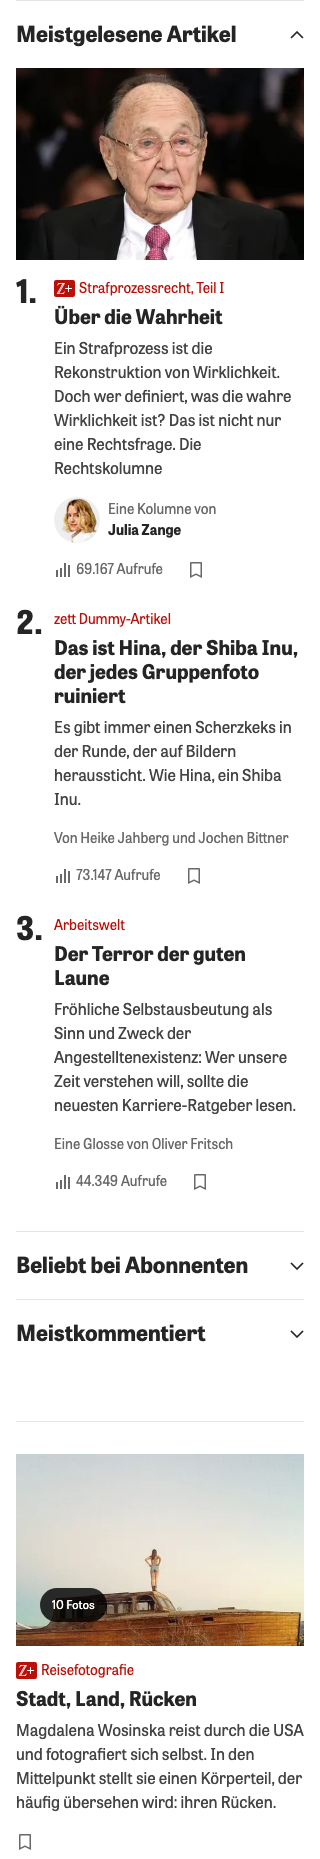 Meistgelesene Artikel
1.
Z+ Strafprozessrecht, Teil I
Über die Wahrheit
Ein Strafprozess ist die
Rekonstruktion von Wirklichkeit.
Doch wer definiert, was die wahre
Wirklichkeit ist? Das ist nicht nur
eine Rechtsfrage. Die
Rechtskolumne
Eine Kolumne von
Julia Zange
69.167 Aufrufe
2.
zett Dummy-Artikel
Das ist Hina, der Shiba Inu,
der jedes Gruppenfoto
ruiniert
Es gibt immer einen Scherzkeks in
der Runde, der auf Bildern
heraussticht. Wie Hina, ein Shiba
Inu.
Von Heike Jahberg und Jochen Bittner
73.147 Aufrufe
3.
Arbeitswelt
Der Terror der guten
Laune
Fröhliche Selbstausbeutung als
Sinn und Zweck der
Angestelltenexistenz: Wer unsere
Zeit verstehen will, sollte die
neuesten Karriere-Ratgeber lesen.
Eine Glosse von Oliver Fritsch
44.349 Aufrufe
Beliebt bei Abonnenten
Meistkommentiert
10 Fotos
Z+ Reisefotografie
Stadt, Land, Rücken
Magdalena Wosinska reist durch die USA
und fotografiert sich selbst. In den
Mittelpunkt stellt sie einen Körperteil, der
häufig übersehen wird: ihren Rücken.